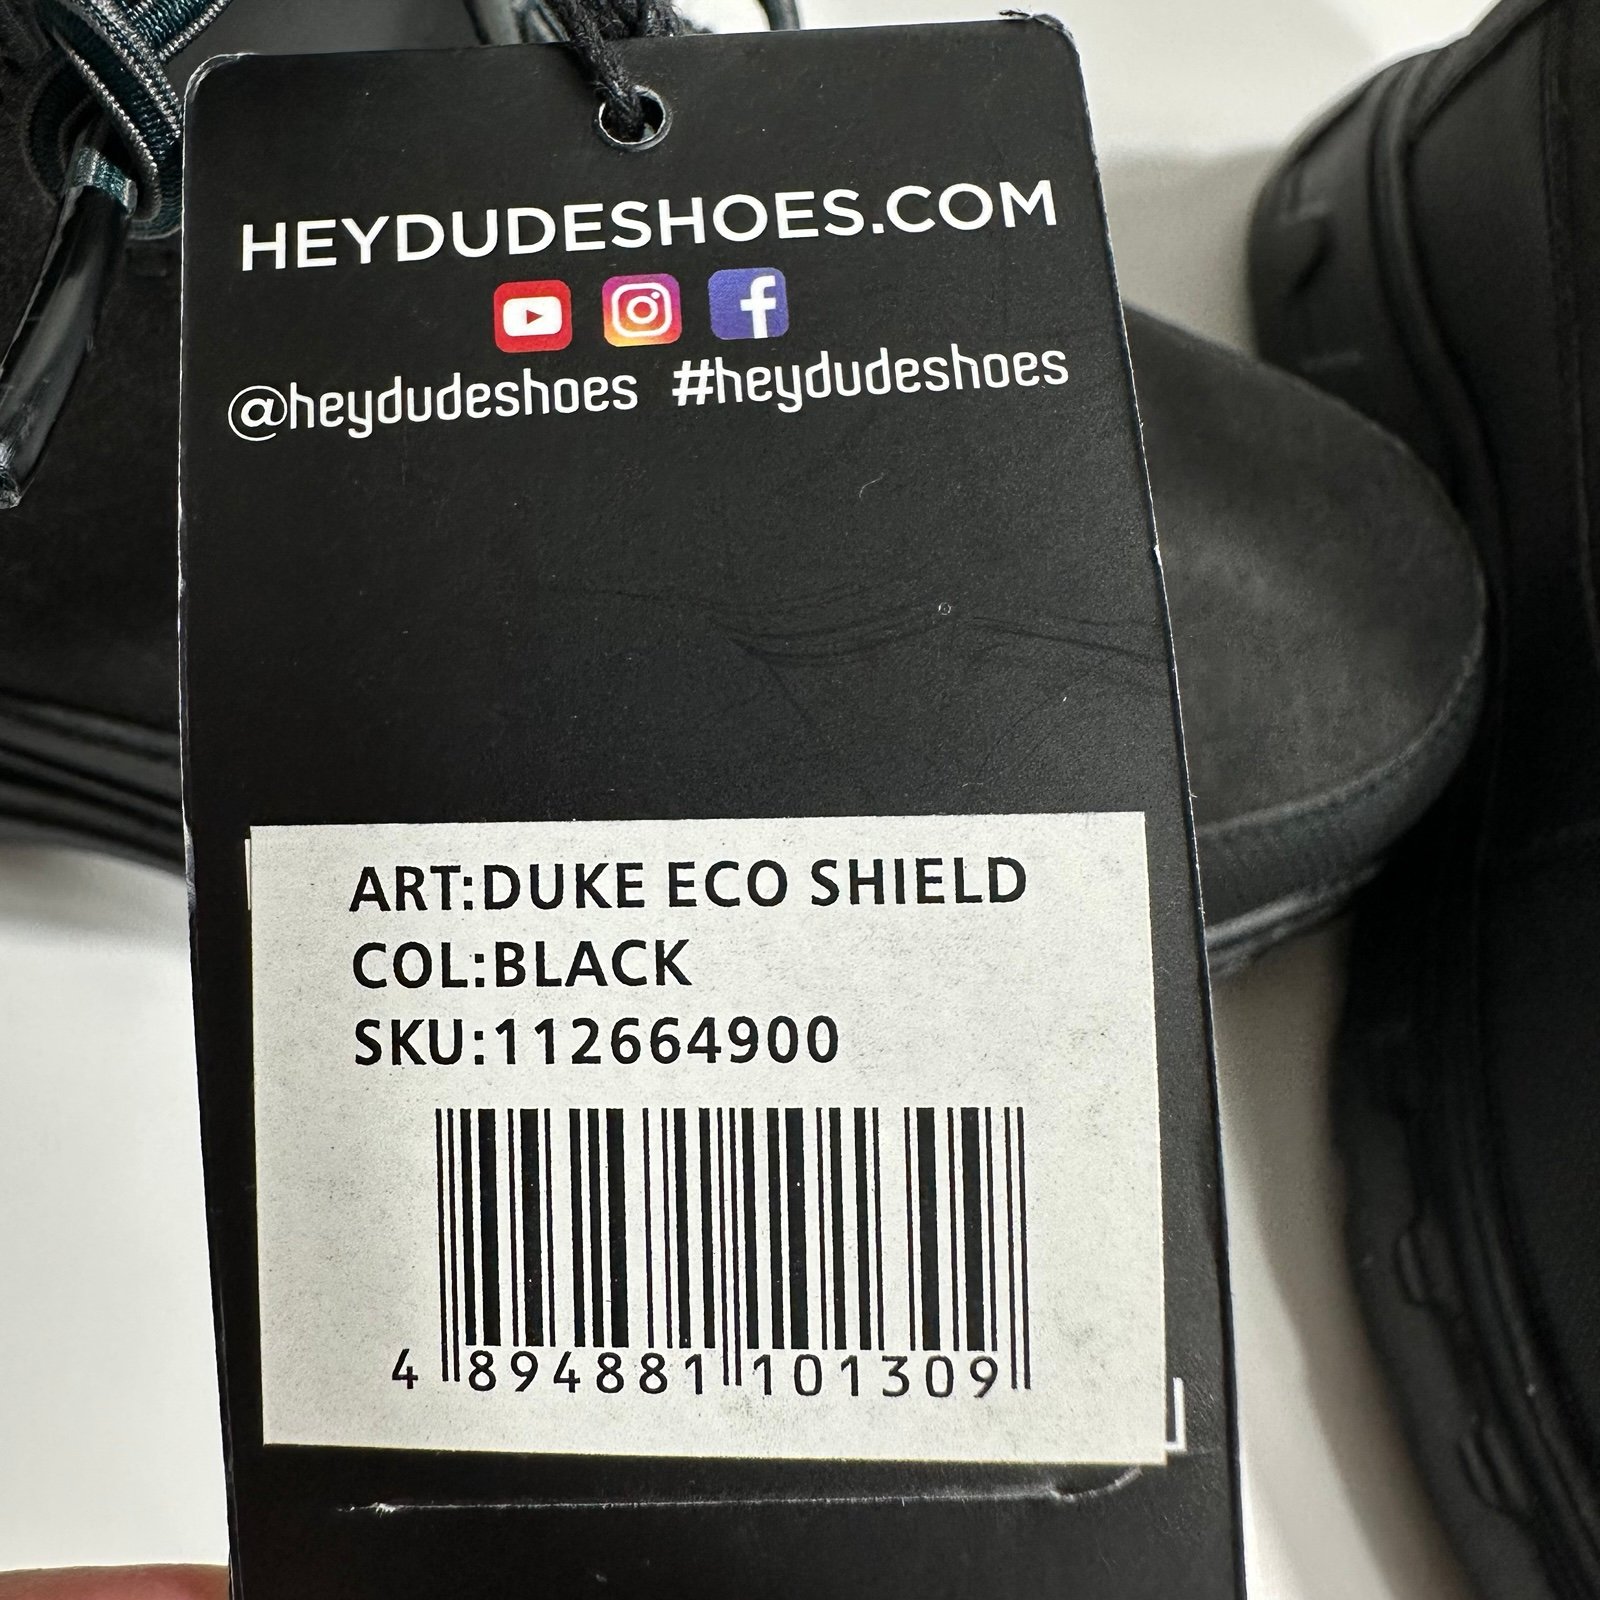 HEYDUDESHOES.COM
@heydudeshoes #heydudeshoes
ART:DUKE ECO SHIELD
COL:BLACK
SKU:112664900
4 894881 101309